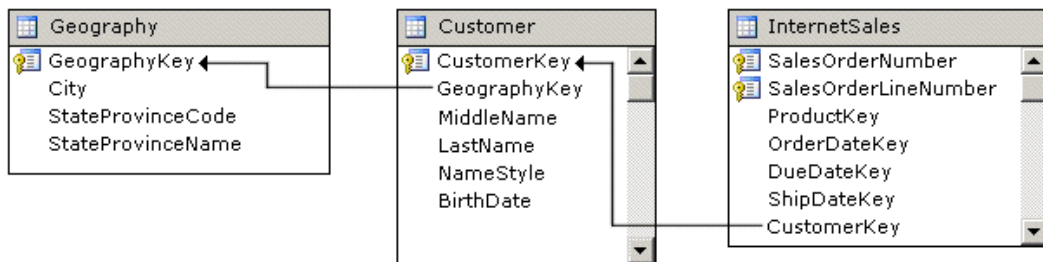 Geography
GeographyKey
City
StateProvinceCode
StateProvinceName
Customer
CustomerKey
GeographyKey
MiddleName
LastName
NameStyle
BirthDate
InternetSales
SalesOrderNumber
SalesOrderLineNumber
ProductKey
OrderDateKey
DueDateKey
ShipDateKey
CustomerKey